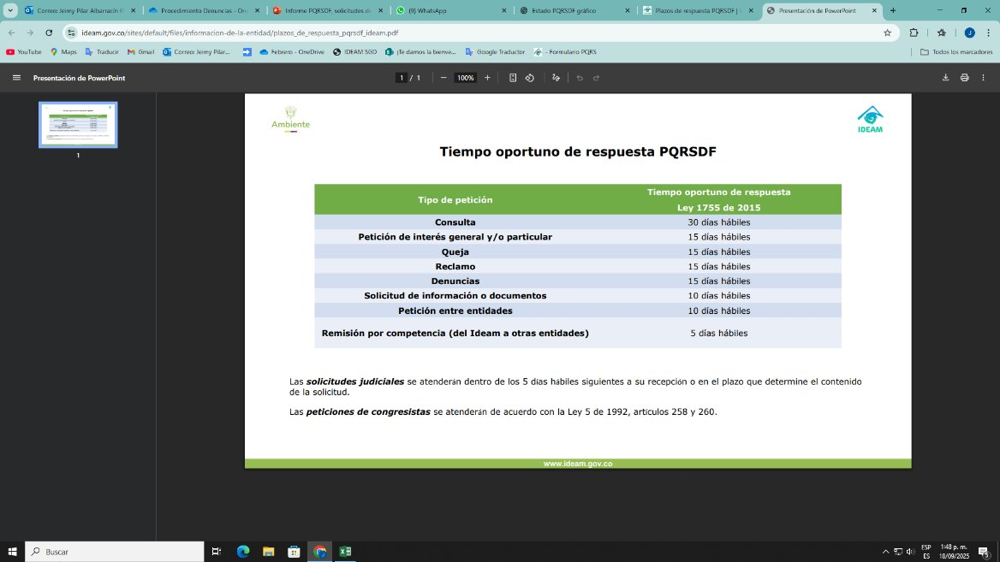 Correo: Jeimy Pilar Albarracín B
Procedimiento Denuncias - One
Informe PQRSDF, solicitudes de
(9) WhatsApp
Estado PQRSDF gráfico
Plazos de respuesta PQRSDF |
Presentación de PowerPoint
ideam.gov.co/sites/default/files/informacion-de-la-entidad/plazos_de_respuesta_pqrsdf_ideam.pdf
YouTube
Maps
Traducir
Gmail
Correo: Jeimy Pilar...
Febrero - OneDrive
IDEAM SGD
¡Te damos la bienve...
Google Traductor
- Formulario PQRS
Todos los marcadores
Presentación de PowerPoint
1 / 1
100%
1
Ambiente
IDEAM
Tiempo oportuno de respuesta PQRSDF
Tipo de petición
Tiempo oportuno de respuesta
Ley 1755 de 2015
Consulta 30 días hábiles
Petición de interés general y/o particular 15 días hábiles
Queja 15 días hábiles
Reclamo 15 días hábiles
Denuncias 15 días hábiles
Solicitud de información o documentos 10 días hábiles
Petición entre entidades 10 días hábiles
Remisión por competencia (del Ideam a otras entidades) 5 días hábiles
Las solicitudes judiciales se atenderán dentro de los 5 días hábiles siguientes a su recepción o en el plazo que determine el contenido
de la solicitud.
Las peticiones de congresistas se atenderán de acuerdo con la Ley 5 de 1992, artículos 258 y 260.
www.ideam.gov.co
Buscar
ESP
ES
1:48 p. m.
18/09/2025